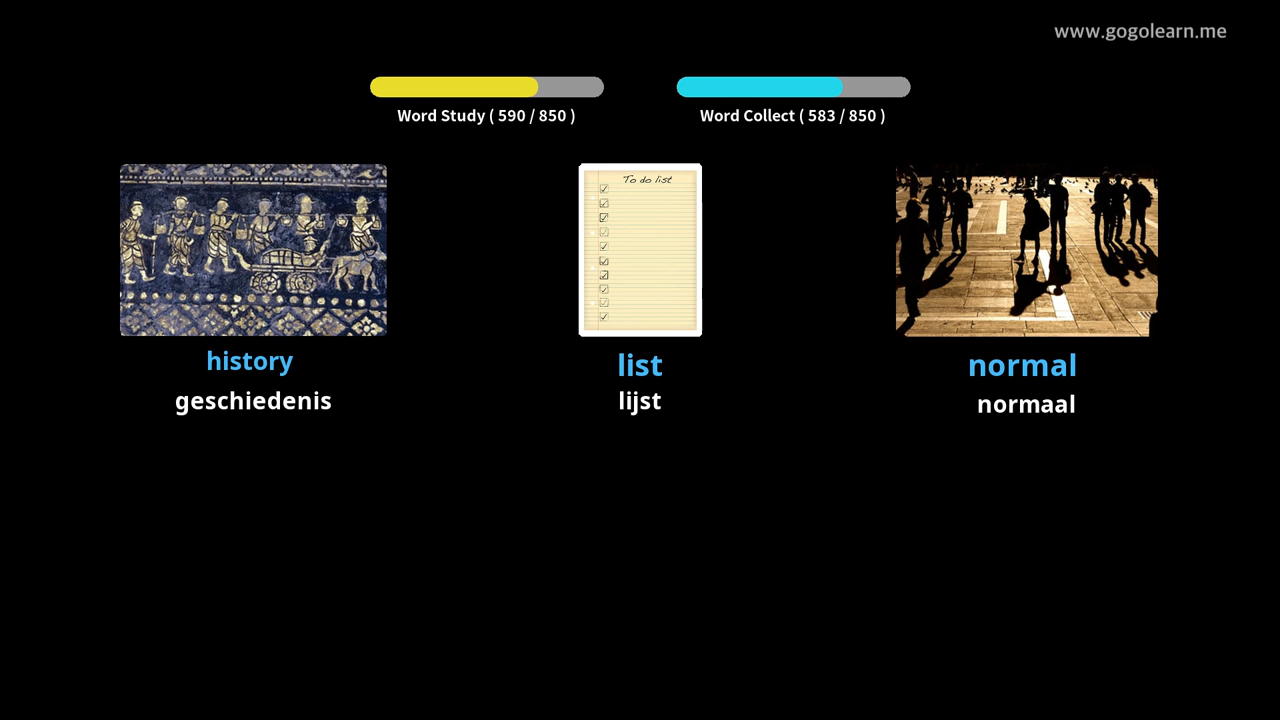 www.gogolearn.me
Word Study ( 590 / 850 )
Word Collect ( 583 / 850 )
To do list
history
list
normal
geschiedenis
lijst
normaal